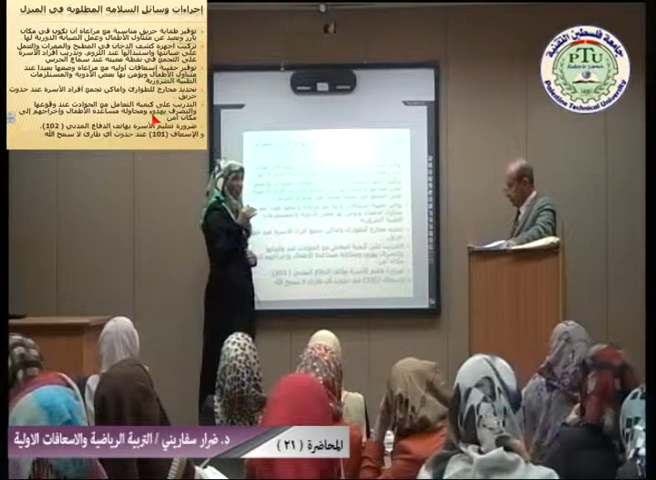 إجراءات وسائل السلامة المطلوبة في المنزل
توفير طفاية حريق مناسبة مع مراعاة أن تكون في مكان
بارز وبعيد عن متناول الأطفال وعمل الصيانة الدورية لها
تركيب أجهزة كشف الدخان في المطبخ والممرات والعمل
على صيانتها واستبدالها عند اللزوم، وتدريب أفراد الأسرة
على التجمع في نقطة معينة عند سماع الجرس
توفير حقيبة إسعافات أولية مع مراعاة وضعها بعيدا عند
متناول الأطفال ويؤمن بها بعض الأدوية والمستلزمات
الطبية الضرورية
تحديد مخارج للطوارئ وأماكن تجمع أفراد الأسرة عند حدوث
حريق
التدريب على كيفية التعامل مع الحوادث عند وقوعها
والتصرف بهدوء ومحاولة مساعدة الأطفال وإخراجهم إلى
مكان آمن
ضرورة تعليم الأسرة بهاتف الدفاع المدني (102).
والإسعاف (101) عند حدوث أي طارئ لا سمح الله
جامعة فلسطين التقنية
PTU
Kadoorie
Palestine Technical University
د. ضرار سفاريني / التربية الرياضية والاسعافات الاولية
المحاضرة (٢١)